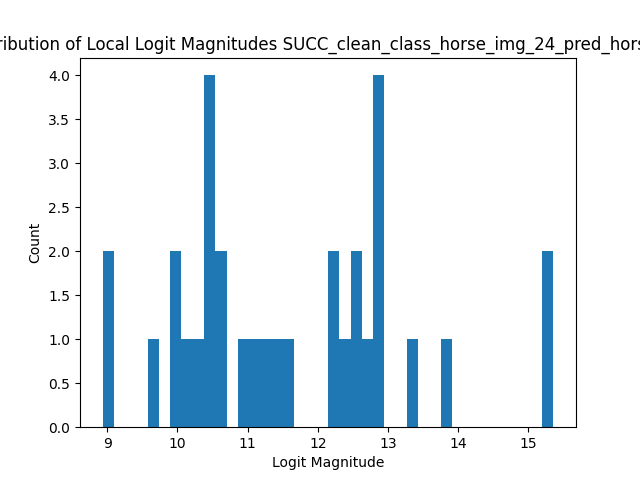 ribution of Local Logit Magnitudes SUCC_clean_class_horse_img_24_pred_hors
4.0
3.5
3.0
2.5
2.0
1.5
1.0
0.5
0.0
Count
9 10 11 12 13 14 15
Logit Magnitude